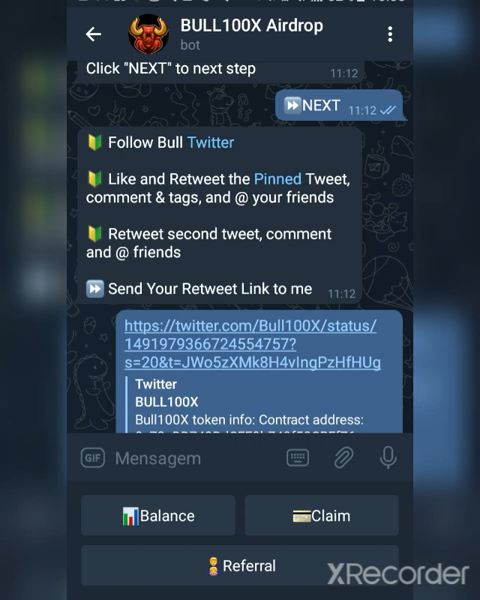 BULL100X Airdrop
bot
Click "NEXT" to next step
11:12
NEXT 11:12
Follow Bull Twitter
Like and Retweet the Pinned Tweet,
comment & tags, and @ your friends
Retweet second tweet, comment
and @ friends
Send Your Retweet Link to me 11:12
https://twitter.com/Bull100X/status/
1491979366724554757?
s=20&t=JWo5zXMk8H4vIngPzHfHUg
Twitter
BULL100X
Bull100X token info: Contract address:
GIF Mensagem
Balance
Claim
Referral
XRecorder